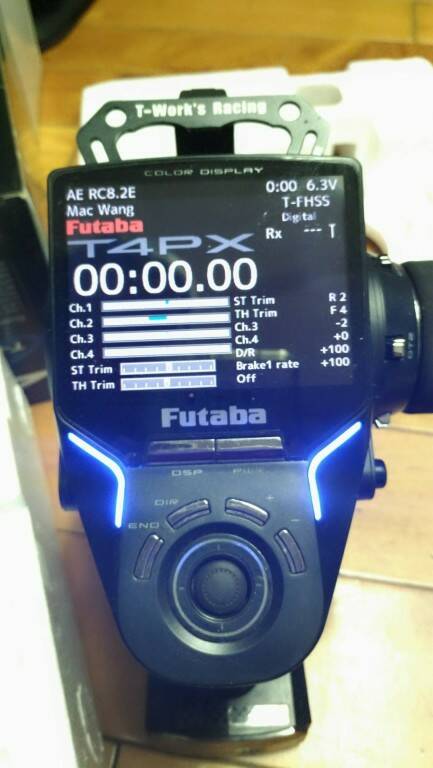 T-Work's Racing
COLOR DISPLAY
AE RC8.2E 0:00 6.3V
Mac Wang T-FHSS
Futaba Digital
T4PX Rx ---
00:00.00
Ch.1 ST Trim R 2
Ch.2 TH Trim F 4
Ch.3 Ch.3 -2
Ch.4 Ch.4 +0
ST Trim D/R +100
TH Trim Brake1 rate +100
Off
Futaba
DSP
DIR +
END -
DT2